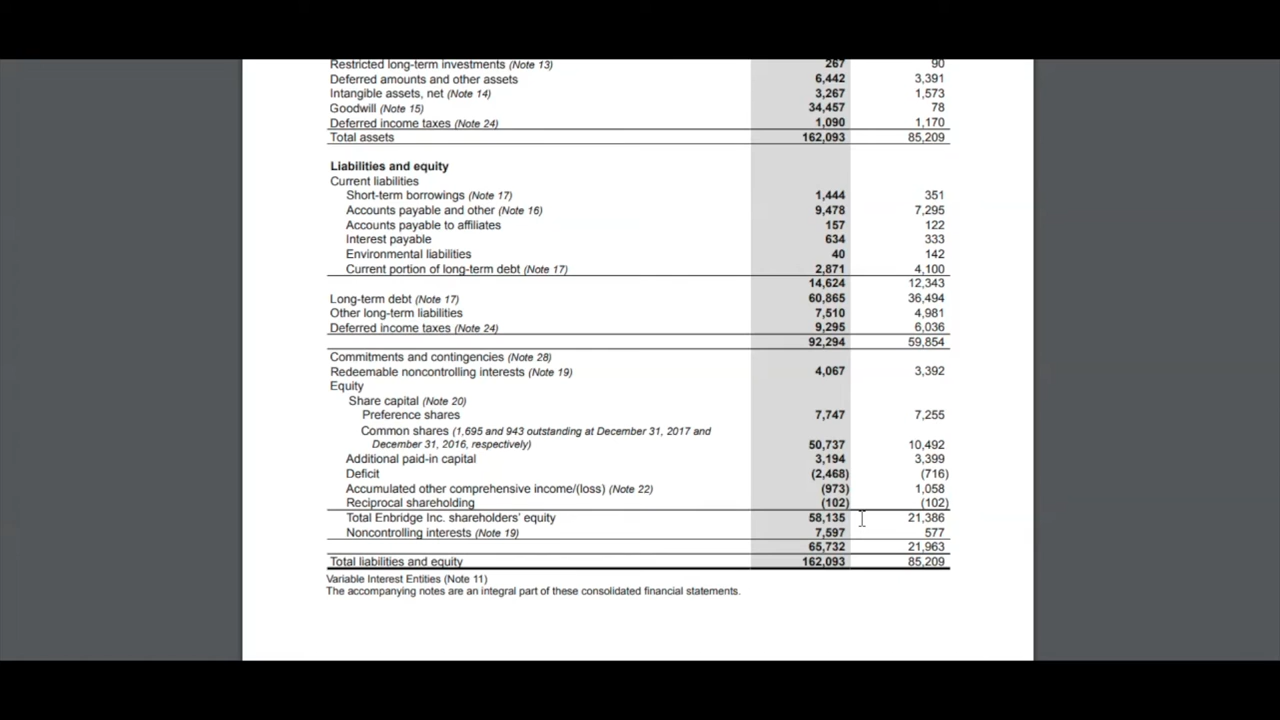 Restricted long-term investments (Note 13) 267 90
Deferred amounts and other assets 6,442 3,391
Intangible assets, net (Note 14) 3,267 1,573
Goodwill (Note 15) 34,457 78
Deferred income taxes (Note 24) 1,090 1,170
Total assets 162,093 85,209
Liabilities and equity
Current liabilities
Short-term borrowings (Note 17) 1,444 351
Accounts payable and other (Note 16) 9,478 7,295
Accounts payable to affiliates 157 122
Interest payable 634 333
Environmental liabilities 40 142
Current portion of long-term debt (Note 17) 2,871 4,100
14,624 12,343
Long-term debt (Note 17) 60,865 36,494
Other long-term liabilities 7,510 4,981
Deferred income taxes (Note 24) 9,295 6,036
92,294 59,854
Commitments and contingencies (Note 28)
Redeemable noncontrolling interests (Note 19) 4,067 3,392
Equity
Share capital (Note 20)
Preference shares 7,747 7,255
Common shares (1,695 and 943 outstanding at December 31, 2017 and
December 31, 2016, respectively) 50,737 10,492
Additional paid-in capital 3,194 3,399
Deficit (2,468) (716)
Accumulated other comprehensive income/(loss) (Note 22) (973) 1,058
Reciprocal shareholding (102) (102)
Total Enbridge Inc. shareholders' equity 58,135 21,386
Noncontrolling interests (Note 19) 7,597 577
65,732 21,963
Total liabilities and equity 162,093 85,209
Variable Interest Entities (Note 11)
The accompanying notes are an integral part of these consolidated financial statements.